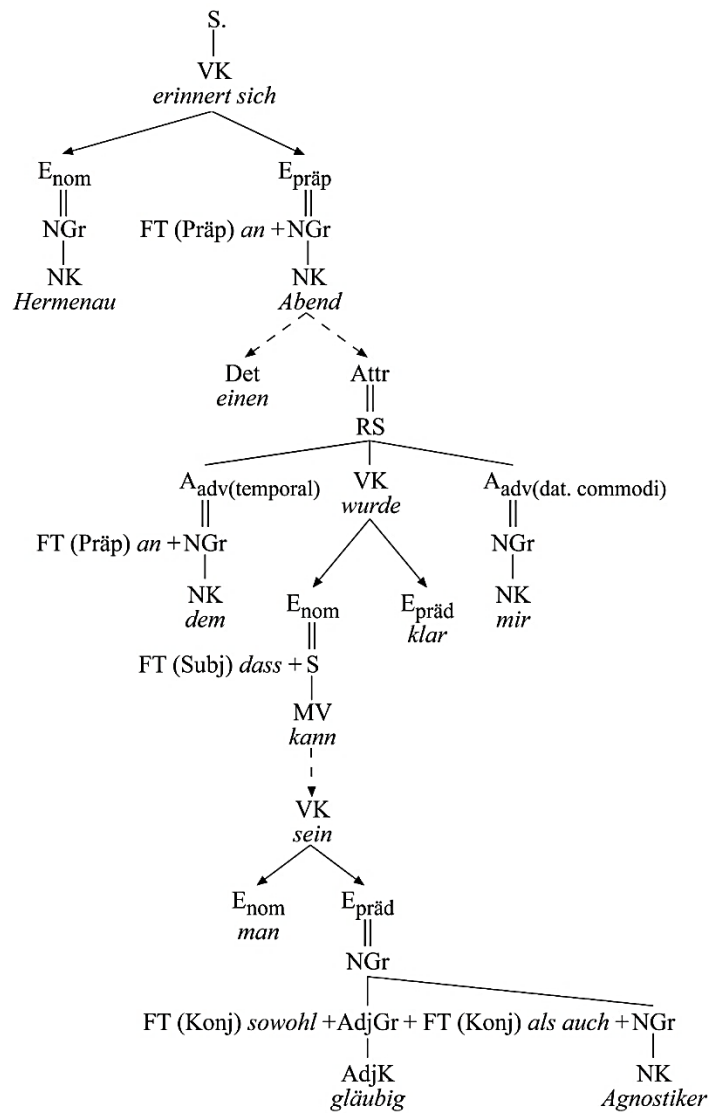 S.
VK
erinnert sich
Enom Epräp
NGr FT (Präp) an + NGr
NK NK
Hermenau Abend
Det Attr
einen
RS
Aadv(temporal) VK Aadv(dat. commodi)
wurde
FT (Präp) an + NGr NGr
NK NK
dem mir
Enom Epräd
klar
FT (Subj) dass + S
MV
kann
VK
sein
Enom Epräd
man
NGr
FT (Konj) sowohl + AdjGr + FT (Konj) als auch + NGr
AdjK NK
gläubig Agnostiker